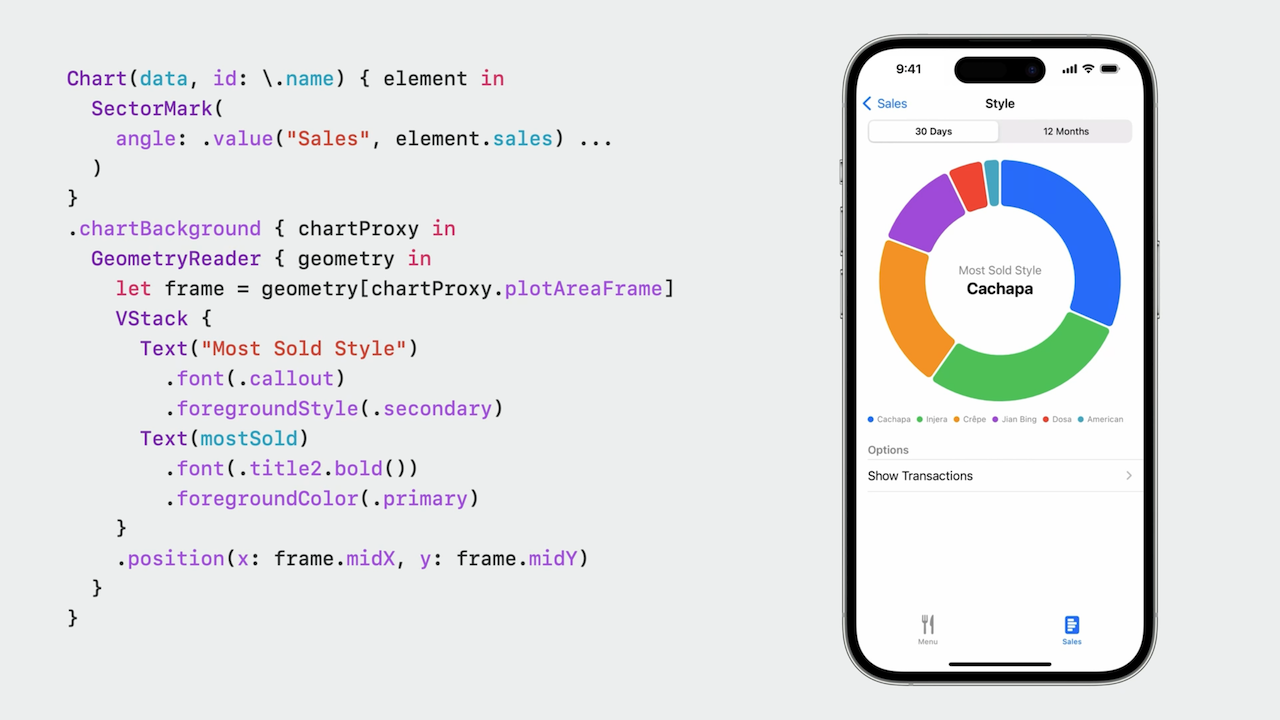 Chart(data, id: \.name) { element in
  SectorMark(
    angle: .value("Sales", element.sales) ...
  )
}
.chartBackground { chartProxy in
  GeometryReader { geometry in
    let frame = geometry[chartProxy.plotAreaFrame]
    VStack {
      Text("Most Sold Style")
        .font(.callout)
        .foregroundStyle(.secondary)
      Text(mostSold)
        .font(.title2.bold())
        .foregroundColor(.primary)
    }
    .position(x: frame.midX, y: frame.midY)
  }
}
9:41
Sales
Style
30 Days
12 Months
Most Sold Style
Cachapa
Cachapa Injera Crêpe Jian Bing Dosa American
Options
Show Transactions
Menu
Sales